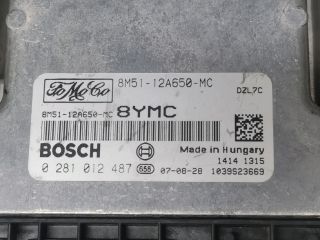 FoMoCo 8M51-12A650-MC DZL7C
8M51-12A650-MC 8YMC
BOSCH Made in Hungary
1414 1315
0 281 012 487 07-08-28 1039S23669